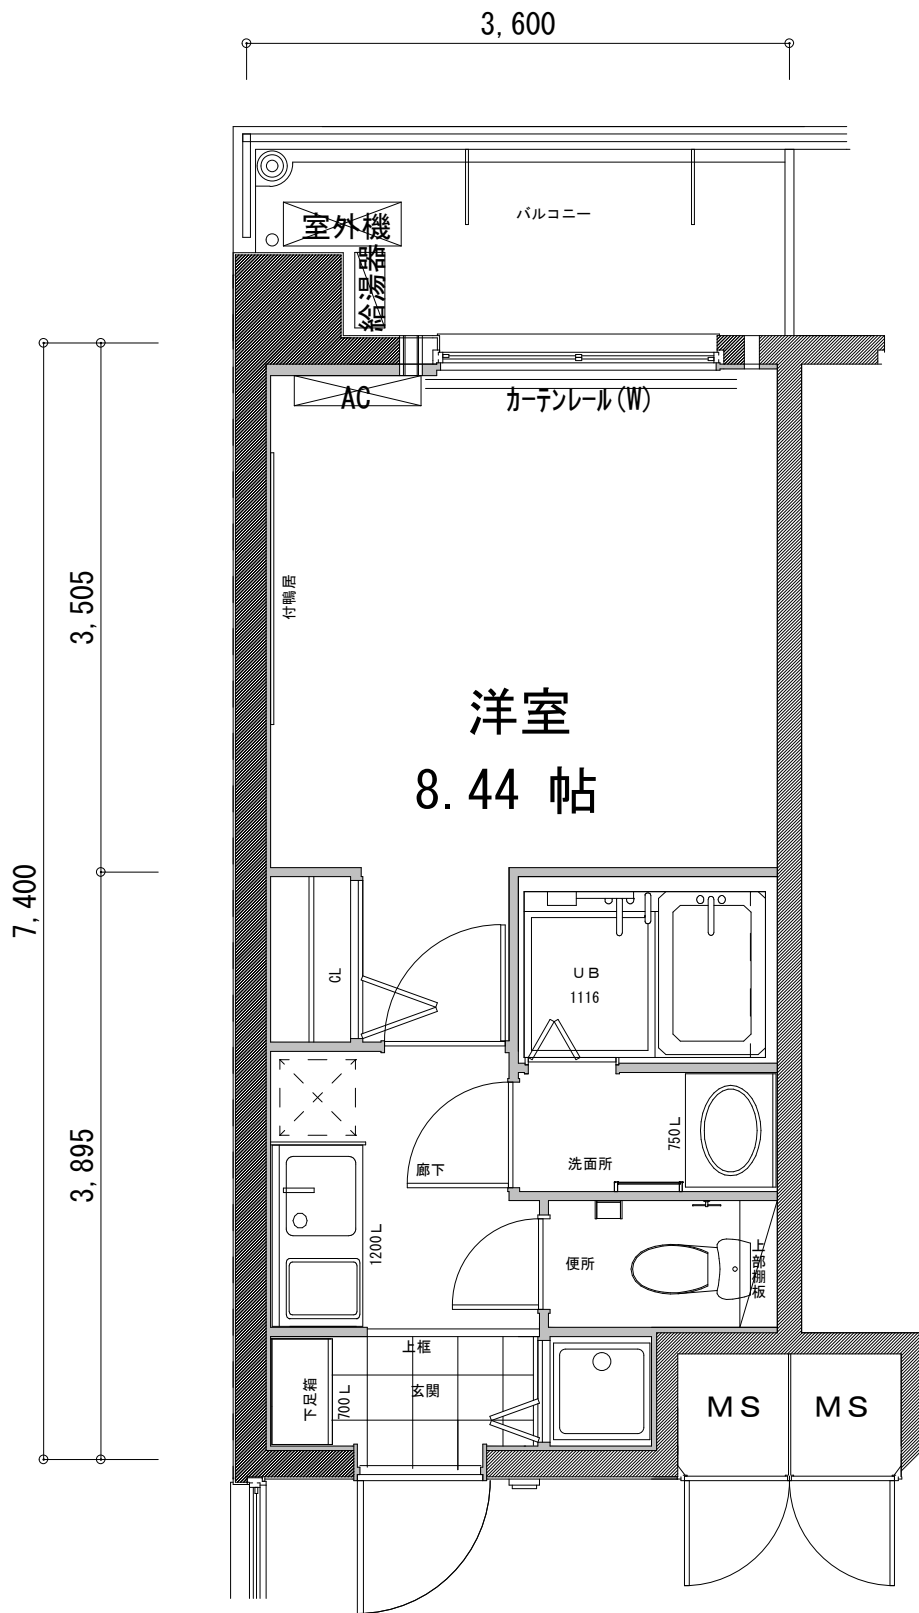 3,600
バルコニー
室外機
給湯器
AC
カーテンレール(W)
3,505
付鴨居
洋室
8.44 帖
7,400
CL
UB
1116
3,895
廊下
洗面所
750L
1200L
便所
上部棚板
上框
下足箱
700L
玄関
MS
MS